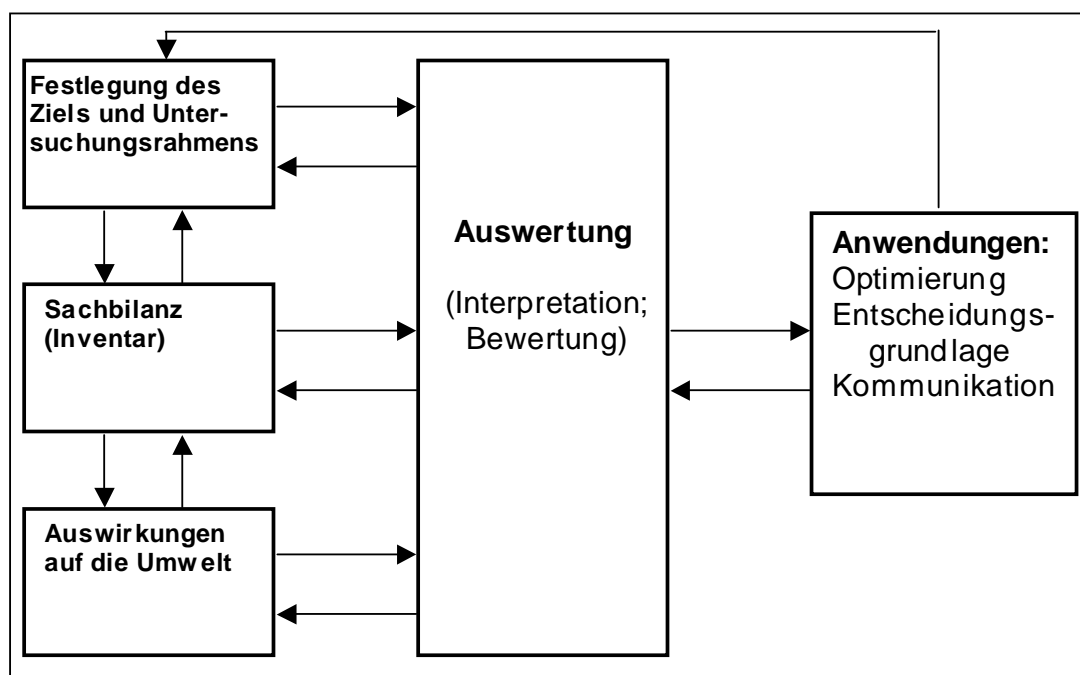 Festlegung des
Ziels und Unter-
suchungsrahmens
Sachbilanz
(Inventar)
Auswirkungen
auf die Umwelt
Auswertung
(Interpretation;
Bewertung)
Anwendungen:
Optimierung
Entscheidungs-
grundlage
Kommunikation